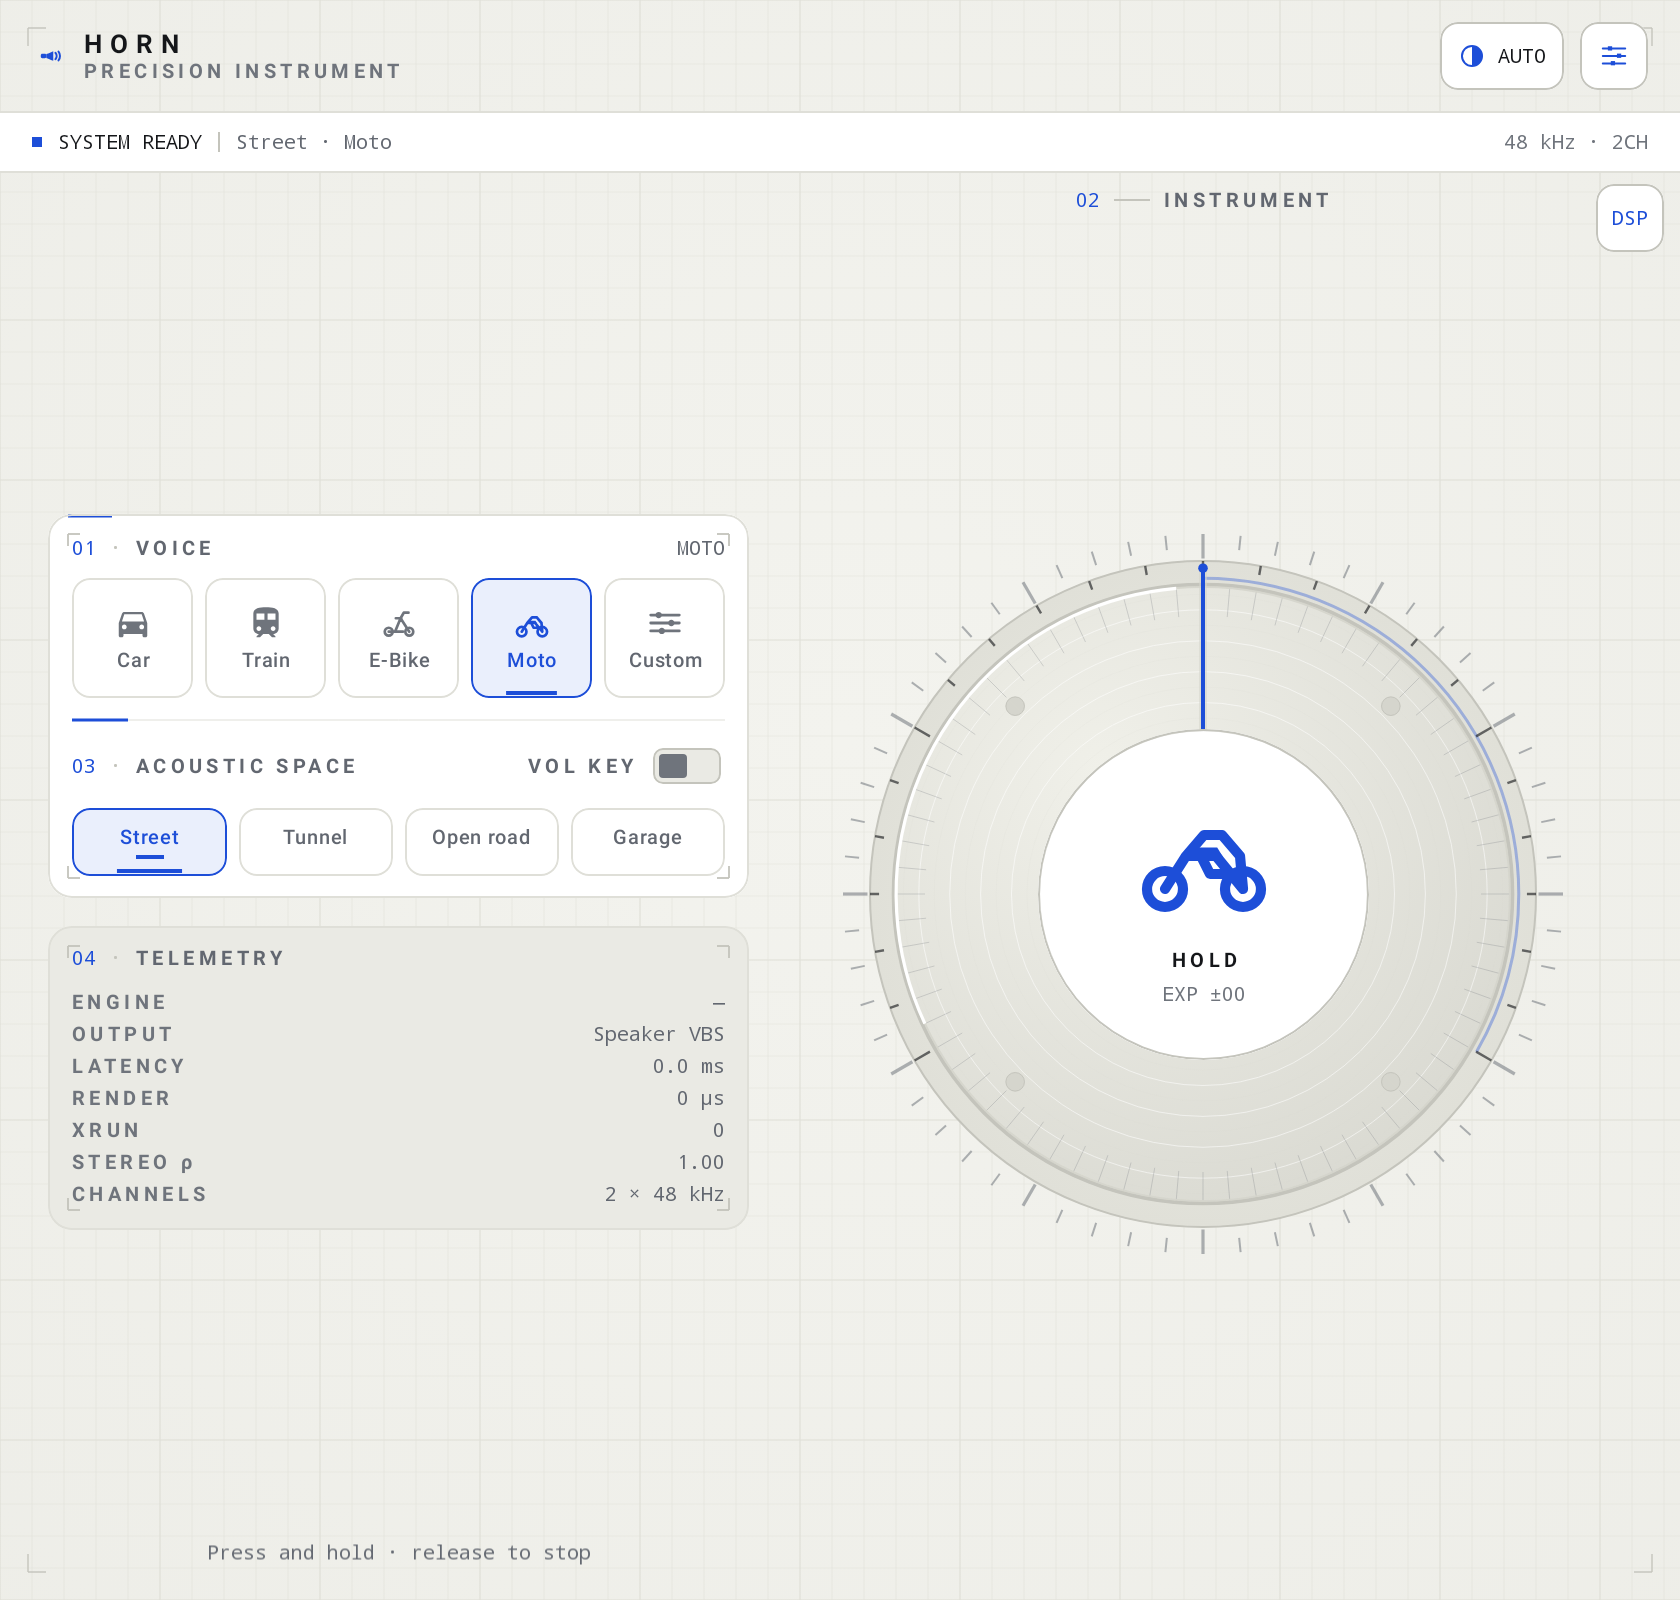 HORN
PRECISION INSTRUMENT
AUTO
SYSTEM READY | Street · Moto
48 kHz · 2CH
02 — INSTRUMENT
DSP
01 · VOICE
MOTO
Car
Train
E-Bike
Moto
Custom
03 · ACOUSTIC SPACE
VOL KEY
Street
Tunnel
Open road
Garage
04 · TELEMETRY
ENGINE —
OUTPUT Speaker VBS
LATENCY 0.0 ms
RENDER 0 µs
XRUN 0
STEREO ρ 1.00
CHANNELS 2 × 48 kHz
HOLD
EXP ±00
Press and hold · release to stop